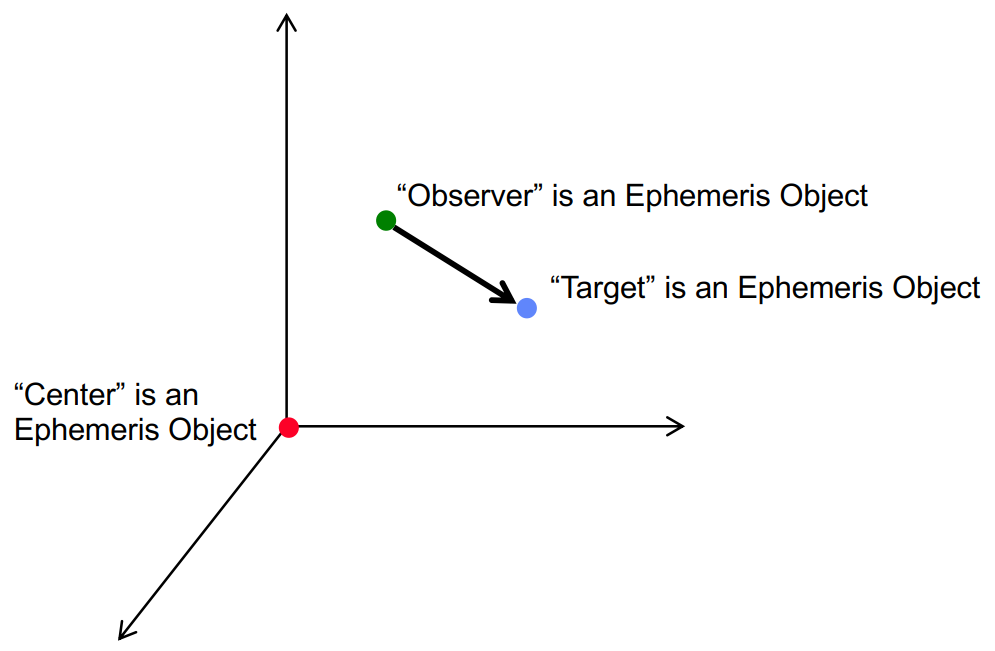 “Observer” is an Ephemeris Object
“Target” is an Ephemeris Object
“Center” is an
Ephemeris Object